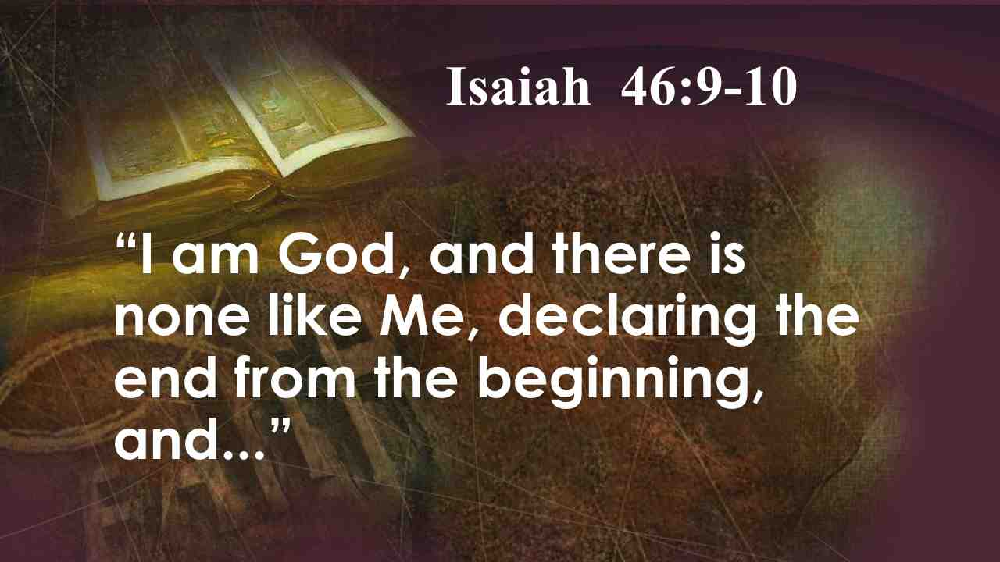 Isaiah 46:9-10
“I am God, and there is
none like Me, declaring the
end from the beginning,
and...”